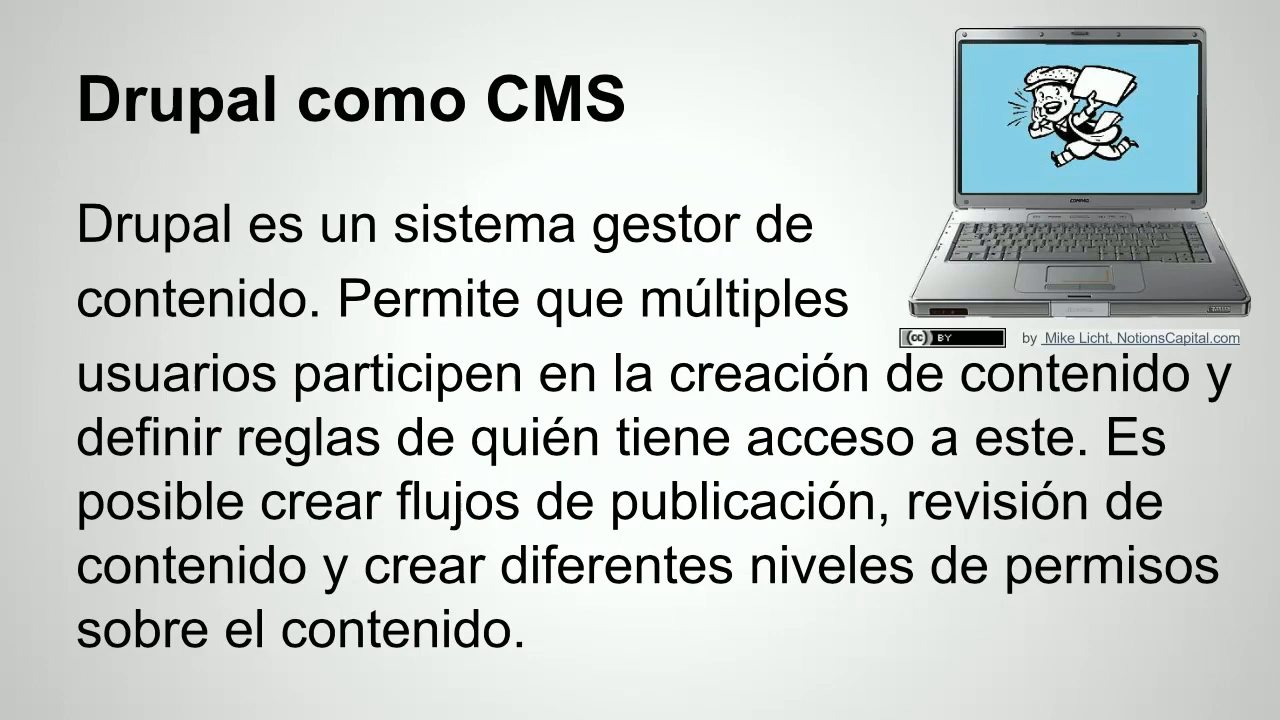 Drupal como CMS
Drupal es un sistema gestor de
contenido. Permite que múltiples
COMPAQ
cc BY
by Mike Licht, NotionsCapital.com
usuarios participen en la creación de contenido y
definir reglas de quién tiene acceso a este. Es
posible crear flujos de publicación, revisión de
contenido y crear diferentes niveles de permisos
sobre el contenido.